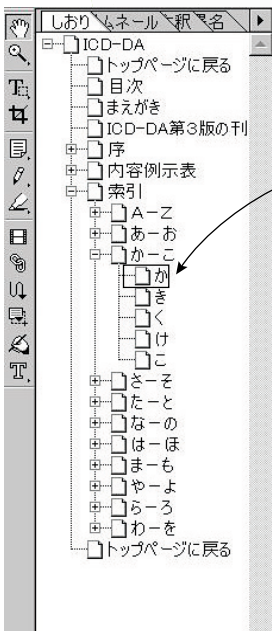 しおり ムネール 釈 署名
ICD-DA
トップページに戻る
目次
まえがき
ICD-DA第3版の刊
序
内容例示表
索引
A-Z
あ-お
か-こ
か
き
く
け
こ
さ-そ
た-と
な-の
は-ほ
ま-も
や-よ
ら-ろ
わ-を
トップページに戻る